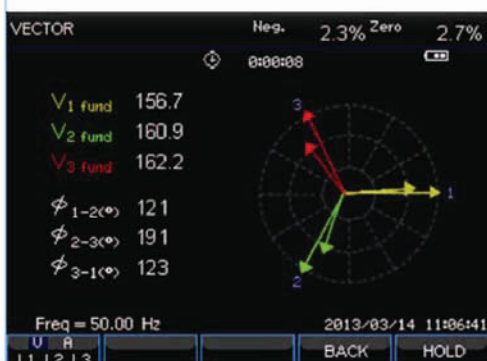 VECTOR Neg. 2.3% Zero 2.7%
0:00:08
V1 fund 156.7
V2 fund 160.9
V3 fund 162.2
ϕ1-2(°) 121
ϕ2-3(°) 191
ϕ3-1(°) 123
3
1
2
Freq = 50.00 Hz 2013/03/14 11:06:41
U A
L1 L2 L3 BACK HOLD